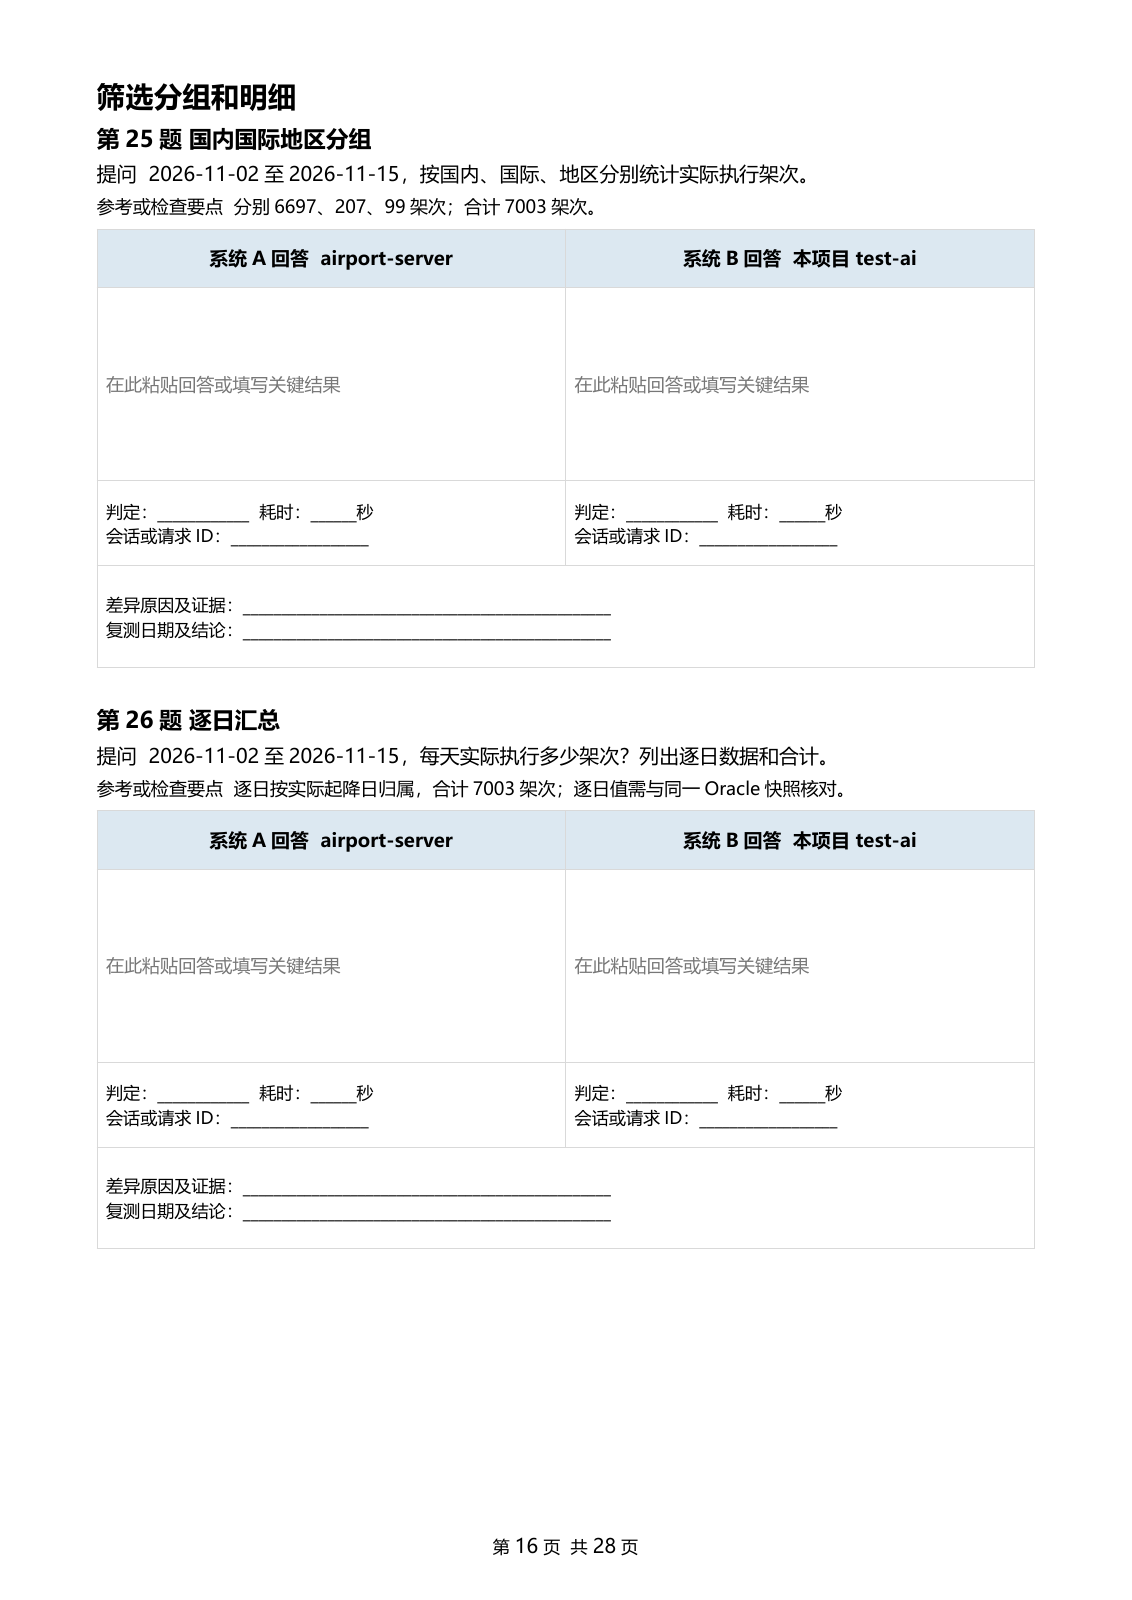 筛选分组和明细
第 25 题 国内国际地区分组
提问  2026-11-02 至 2026-11-15，按国内、国际、地区分别统计实际执行架次。
参考或检查要点  分别 6697、207、99 架次；合计 7003 架次。
系统 A 回答  airport-server
系统 B 回答  本项目 test-ai
在此粘贴回答或填写关键结果
在此粘贴回答或填写关键结果
判定：____________  耗时：______秒
会话或请求 ID：__________________
判定：____________  耗时：______秒
会话或请求 ID：__________________
差异原因及证据：________________________________________________
复测日期及结论：________________________________________________
第 26 题 逐日汇总
提问  2026-11-02 至 2026-11-15，每天实际执行多少架次？列出逐日数据和合计。
参考或检查要点  逐日按实际起降日归属，合计 7003 架次；逐日值需与同一 Oracle 快照核对。
系统 A 回答  airport-server
系统 B 回答  本项目 test-ai
在此粘贴回答或填写关键结果
在此粘贴回答或填写关键结果
判定：____________  耗时：______秒
会话或请求 ID：__________________
判定：____________  耗时：______秒
会话或请求 ID：__________________
差异原因及证据：________________________________________________
复测日期及结论：________________________________________________
第 16 页  共 28 页